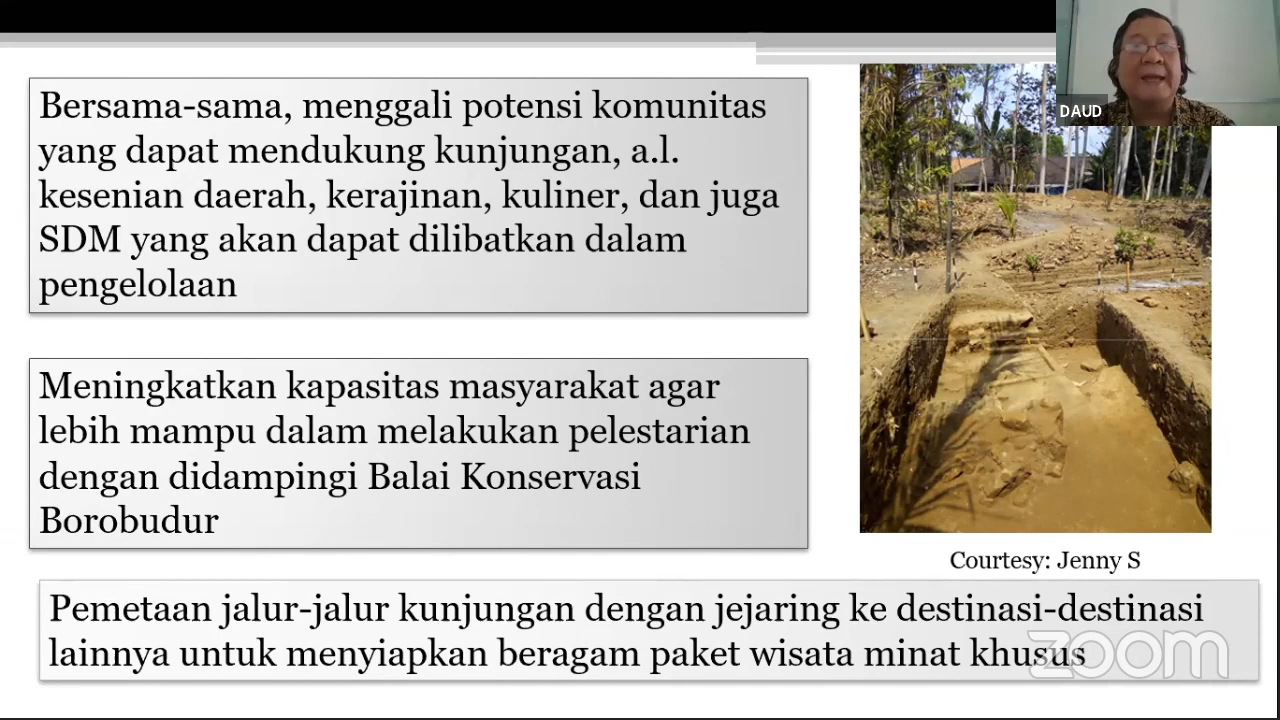 Bersama-sama, menggali potensi komunitas
yang dapat mendukung kunjungan, a.l.
kesenian daerah, kerajinan, kuliner, dan juga
SDM yang akan dapat dilibatkan dalam
pengelolaan
DAUD
Meningkatkan kapasitas masyarakat agar
lebih mampu dalam melakukan pelestarian
dengan didampingi Balai Konservasi
Borobudur
Courtesy: Jenny S
Pemetaan jalur-jalur kunjungan dengan jejaring ke destinasi-destinasi
lainnya untuk menyiapkan beragam paket wisata minat khusus
zoom